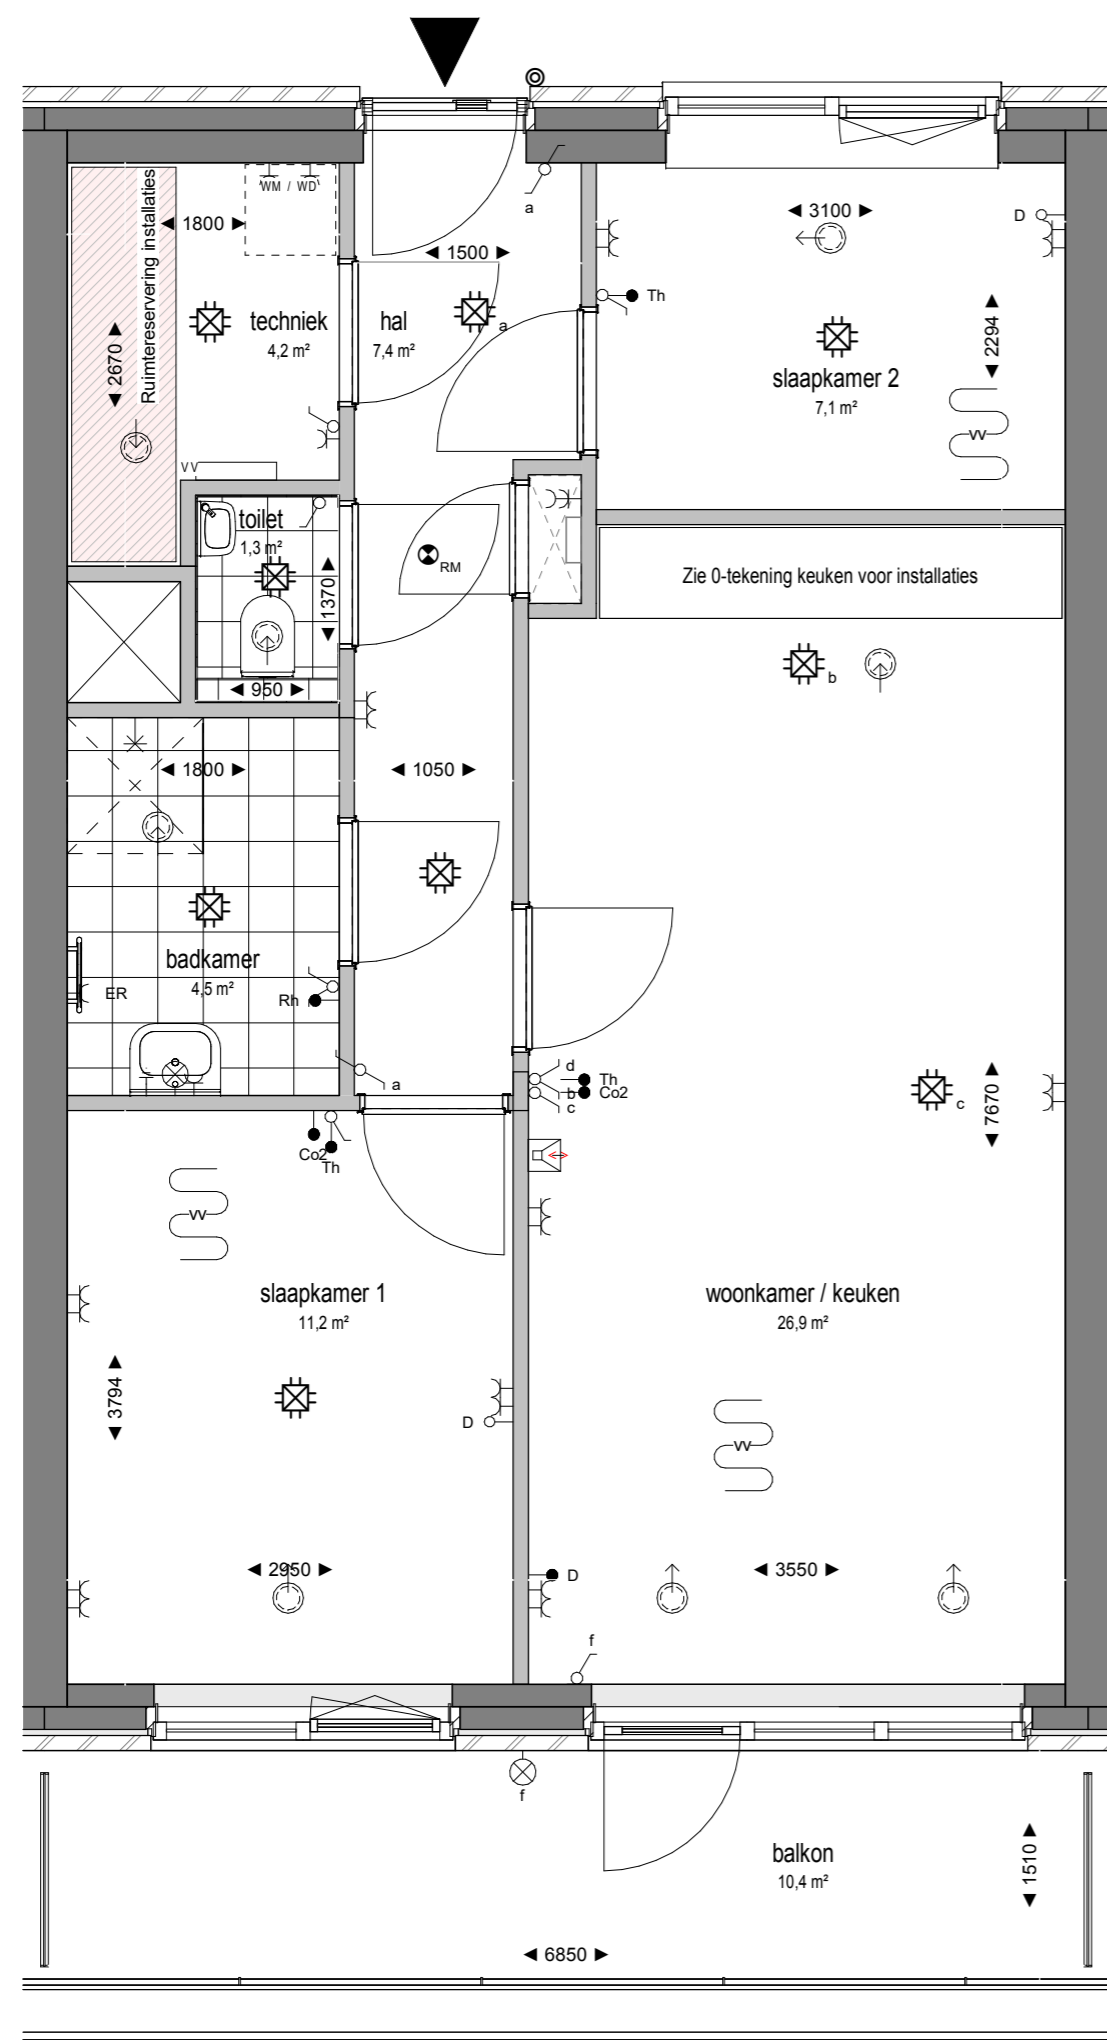 WM / WD
Ruimtereservering installaties
1800
1500
a
3100
D
Th
2670
techniek
4,2 m²
hal
7,4 m²
a
2294
slaapkamer 2
7,1 m²
VV
VV
toilet
1,3 m²
RM
1370
950
Zie 0-tekening keuken voor installaties
b
1800
1050
badkamer
4,5 m²
ER
Rh
a
d
Th
b
Co2
c
c
7670
Co2
Th
VV
slaapkamer 1
11,2 m²
woonkamer / keuken
26,9 m²
3794
D
VV
2950
D
3550
f
f
balkon
10,4 m²
1510
6850